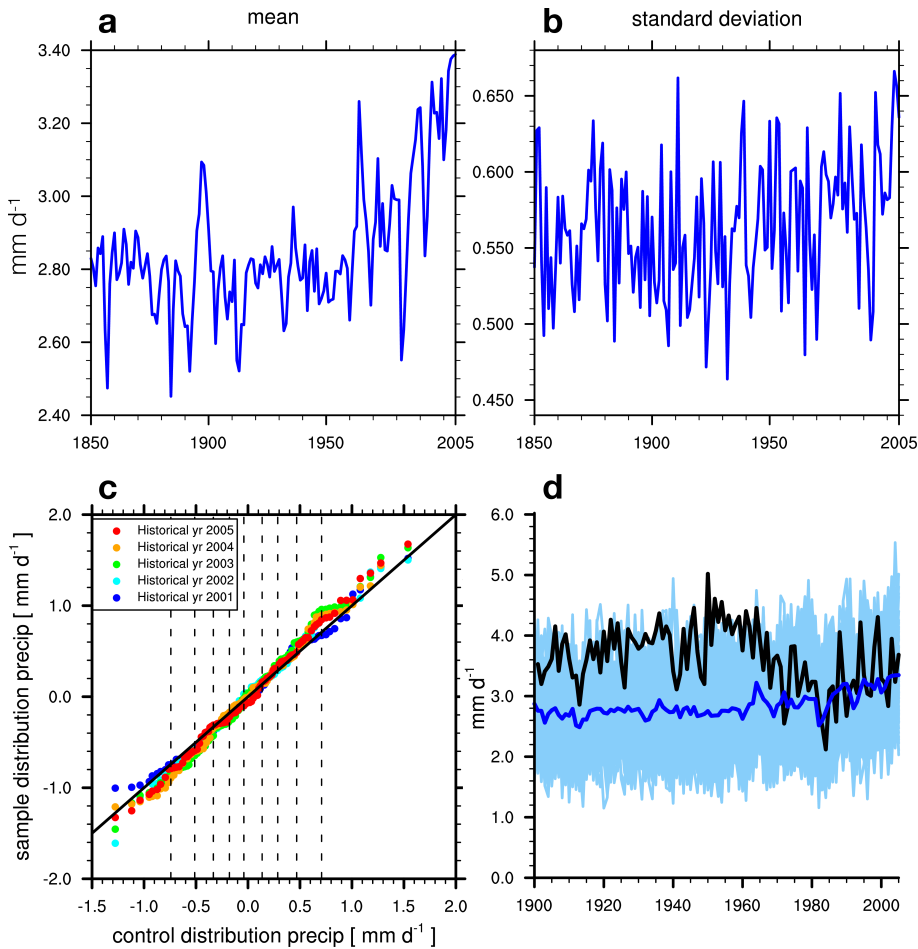 a mean
b standard deviation
3.40
3.20
3.00
2.80
2.60
2.40
mm d-1
1850 1900 1950 2005
0.650
0.600
0.550
0.500
0.450
1850 1900 1950 2005
c
2.0
1.0
0.0
-1.0
-2.0
sample distribution precip [ mm d-1 ]
Historical yr 2005
Historical yr 2004
Historical yr 2003
Historical yr 2002
Historical yr 2001
-1.5 -1.0 -0.5 0.0 0.5 1.0 1.5 2.0
control distribution precip [ mm d-1 ]
d
6.0
5.0
4.0
3.0
2.0
1.0
0.0
mm d-1
1900 1920 1940 1960 1980 2000